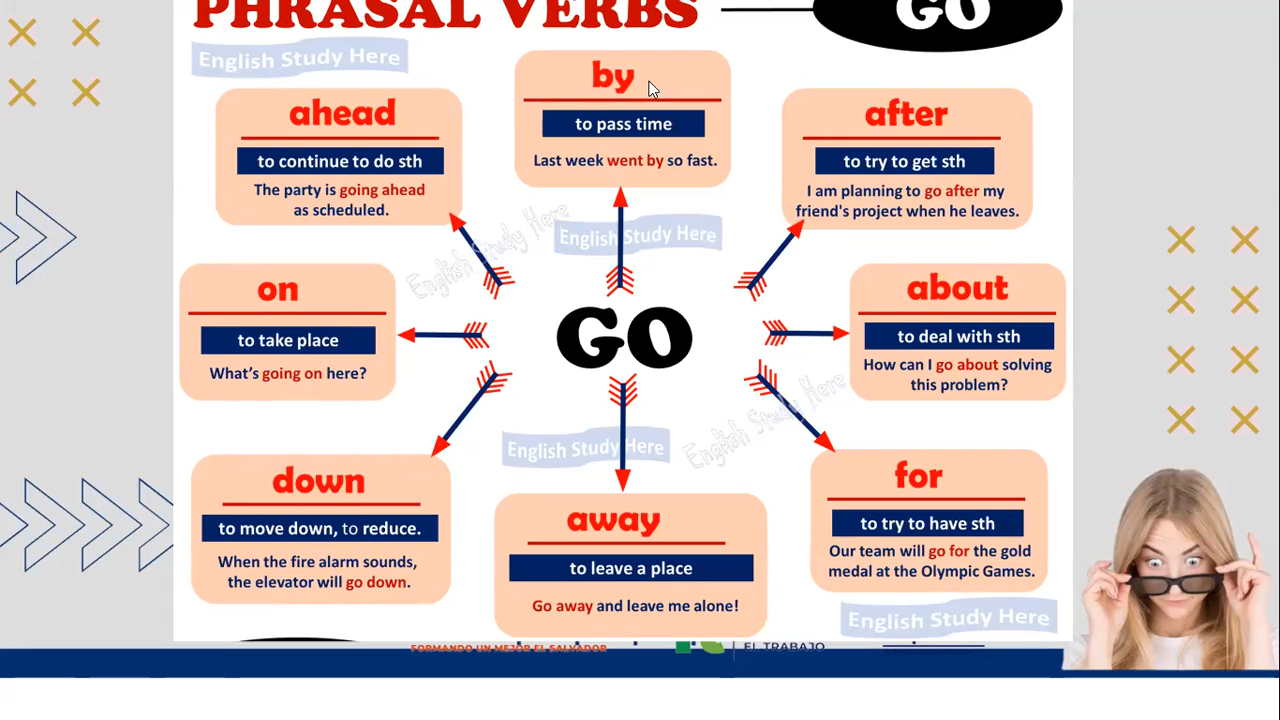 PHRASAL VERBS
GO
English Study Here
by
to pass time
Last week went by so fast.
ahead
to continue to do sth
The party is going ahead
as scheduled.
after
to try to get sth
I am planning to go after my
friend's project when he leaves.
English Study Here
English Study Here
on
to take place
What's going on here?
GO
about
to deal with sth
How can I go about solving
this problem?
English Study Here
English Study Here
down
to move down, to reduce.
When the fire alarm sounds,
the elevator will go down.
away
to leave a place
Go away and leave me alone!
for
to try to have sth
Our team will go for the gold
medal at the Olympic Games.
English Study Here
FORMANDO UN MEJOR EL SALVADOR
EL TRABAJO